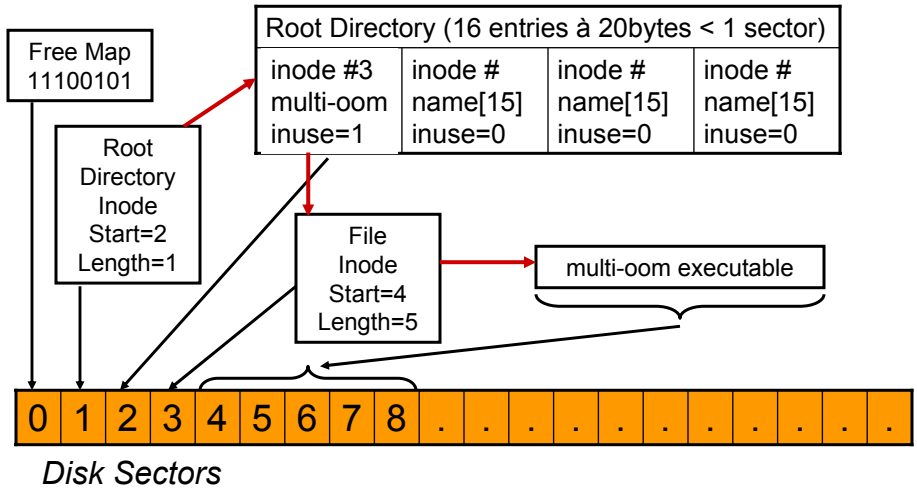 Root Directory (16 entries à 20bytes < 1 sector)
Free Map
11100101
inode #3
multi-oom
inuse=1
inode #
name[15]
inuse=0
inode #
name[15]
inuse=0
inode #
name[15]
inuse=0
Root
Directory
Inode
Start=2
Length=1
File
Inode
Start=4
Length=5
multi-oom executable
0 1 2 3 4 5 6 7 8 . . . . . . . . . . .
Disk Sectors